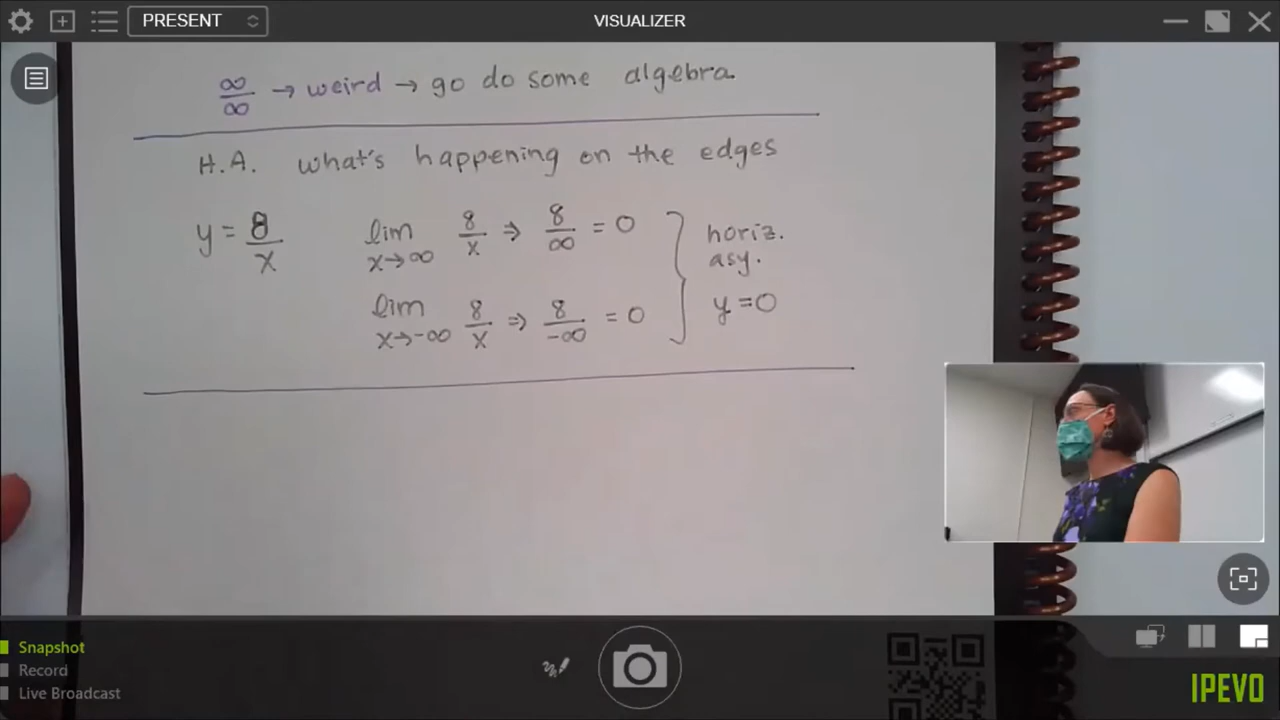 PRESENT
VISUALIZER
∞/∞ → weird → go do some algebra
H.A. what's happening on the edges
y = 8/x
lim x→∞ 8/x ⇒ 8/∞ = 0
lim x→-∞ 8/x ⇒ 8/-∞ = 0
horiz.
asy.
y = 0
Snapshot
Record
Live Broadcast
IPEVO